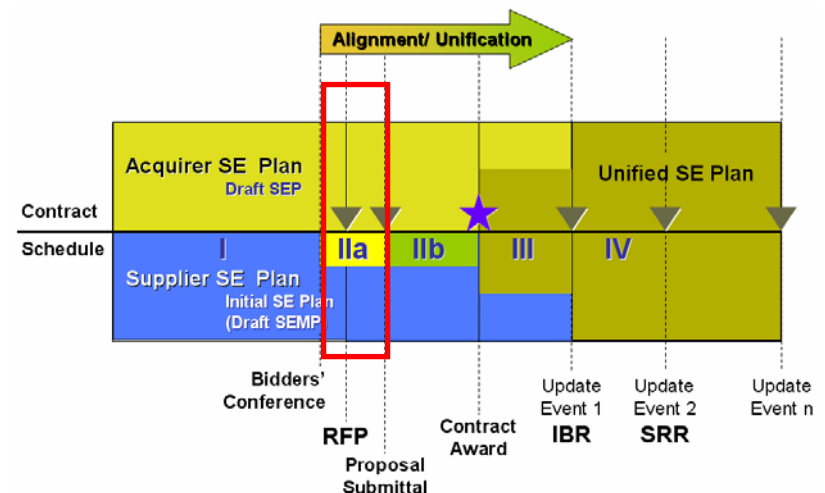 Alignment/ Unification
Acquirer SE Plan
Draft SEP
Unified SE Plan
Contract
Schedule
I
IIa
IIb
III
IV
Supplier SE Plan
Initial SE Plan
(Draft SEMP)
Bidders'
Conference
RFP
Proposal
Submittal
Contract
Award
Update
Event 1
IBR
Update
Event 2
SRR
Update
Event n